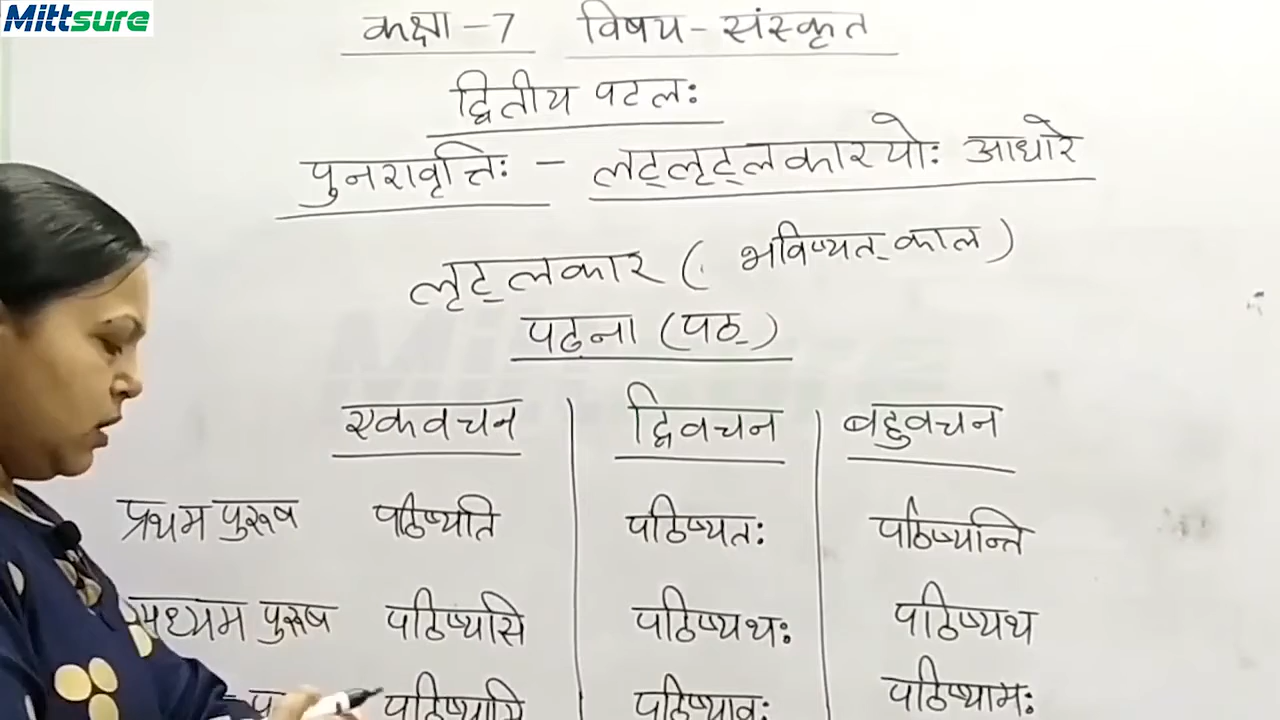 Mittsure
कक्षा -7 विषय - संस्कृत
द्वितीय पटलः
पुनरावृत्तिः - लट्लृट्लकारयोः आधारे
लृट्लकार ( भविष्यत् काल )
पढना (पठ्)
एकवचन द्विवचन बहुवचन
प्रथम पुरूष पठिष्यति पठिष्यतः पठिष्यन्ति
मध्यम पुरूष पठिष्यसि पठिष्यथः पठिष्यथ
पठिष्यामि पठिष्यावः पठिष्यामः